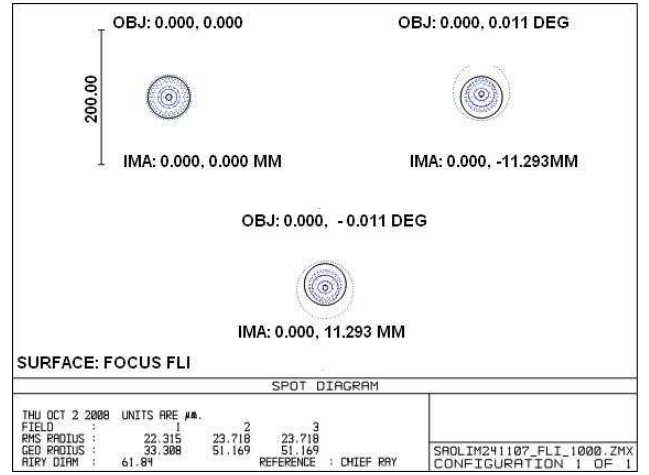 OBJ: 0.000, 0.000
OBJ: 0.000, 0.011 DEG
200.00
IMA: 0.000, 0.000 MM
IMA: 0.000, -11.293MM
OBJ: 0.000, - 0.011 DEG
IMA: 0.000, 11.293 MM
SURFACE: FOCUS FLI
SPOT DIAGRAM
THU OCT 2 2008 UNITS ARE µm.
FIELD : 1 2 3
RMS RADIUS : 22.315 23.718 23.718
GEO RADIUS : 33.308 51.169 51.169
AIRY DIAM : 61.84 REFERENCE : CHIEF RAY
SAOLIM241107_FLI_1000.ZMX
CONFIGURATION 1 OF 1